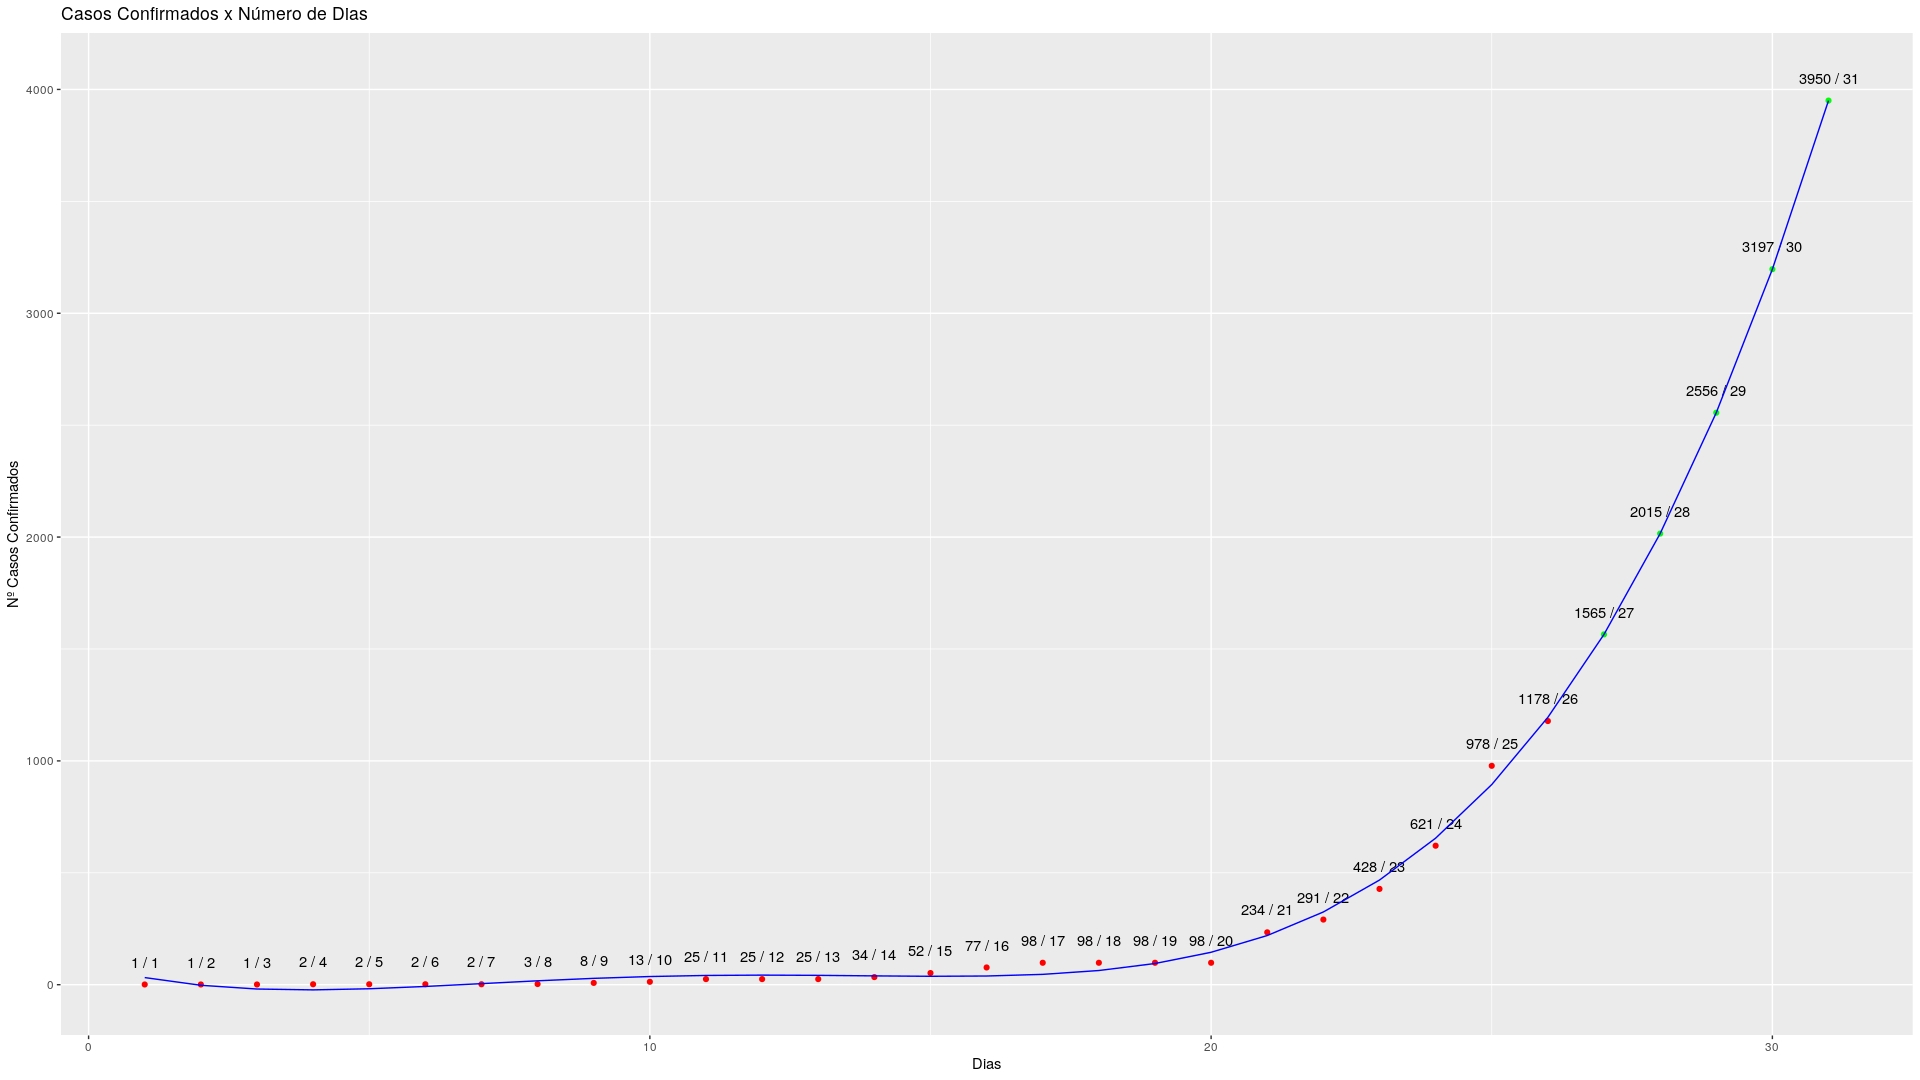 Casos Confirmados x Número de Dias
Nº Casos Confirmados
4000
3000
2000
1000
0
1 / 1
1 / 2
1 / 3
2 / 4
2 / 5
2 / 6
2 / 7
3 / 8
8 / 9
13 / 10
25 / 11
25 / 12
25 / 13
34 / 14
52 / 15
77 / 16
98 / 17
98 / 18
98 / 19
98 / 20
234 / 21
291 / 22
428 / 23
621 / 24
978 / 25
1178 / 26
1565 / 27
2015 / 28
2556 / 29
3197 / 30
3950 / 31
0
10
20
30
Dias